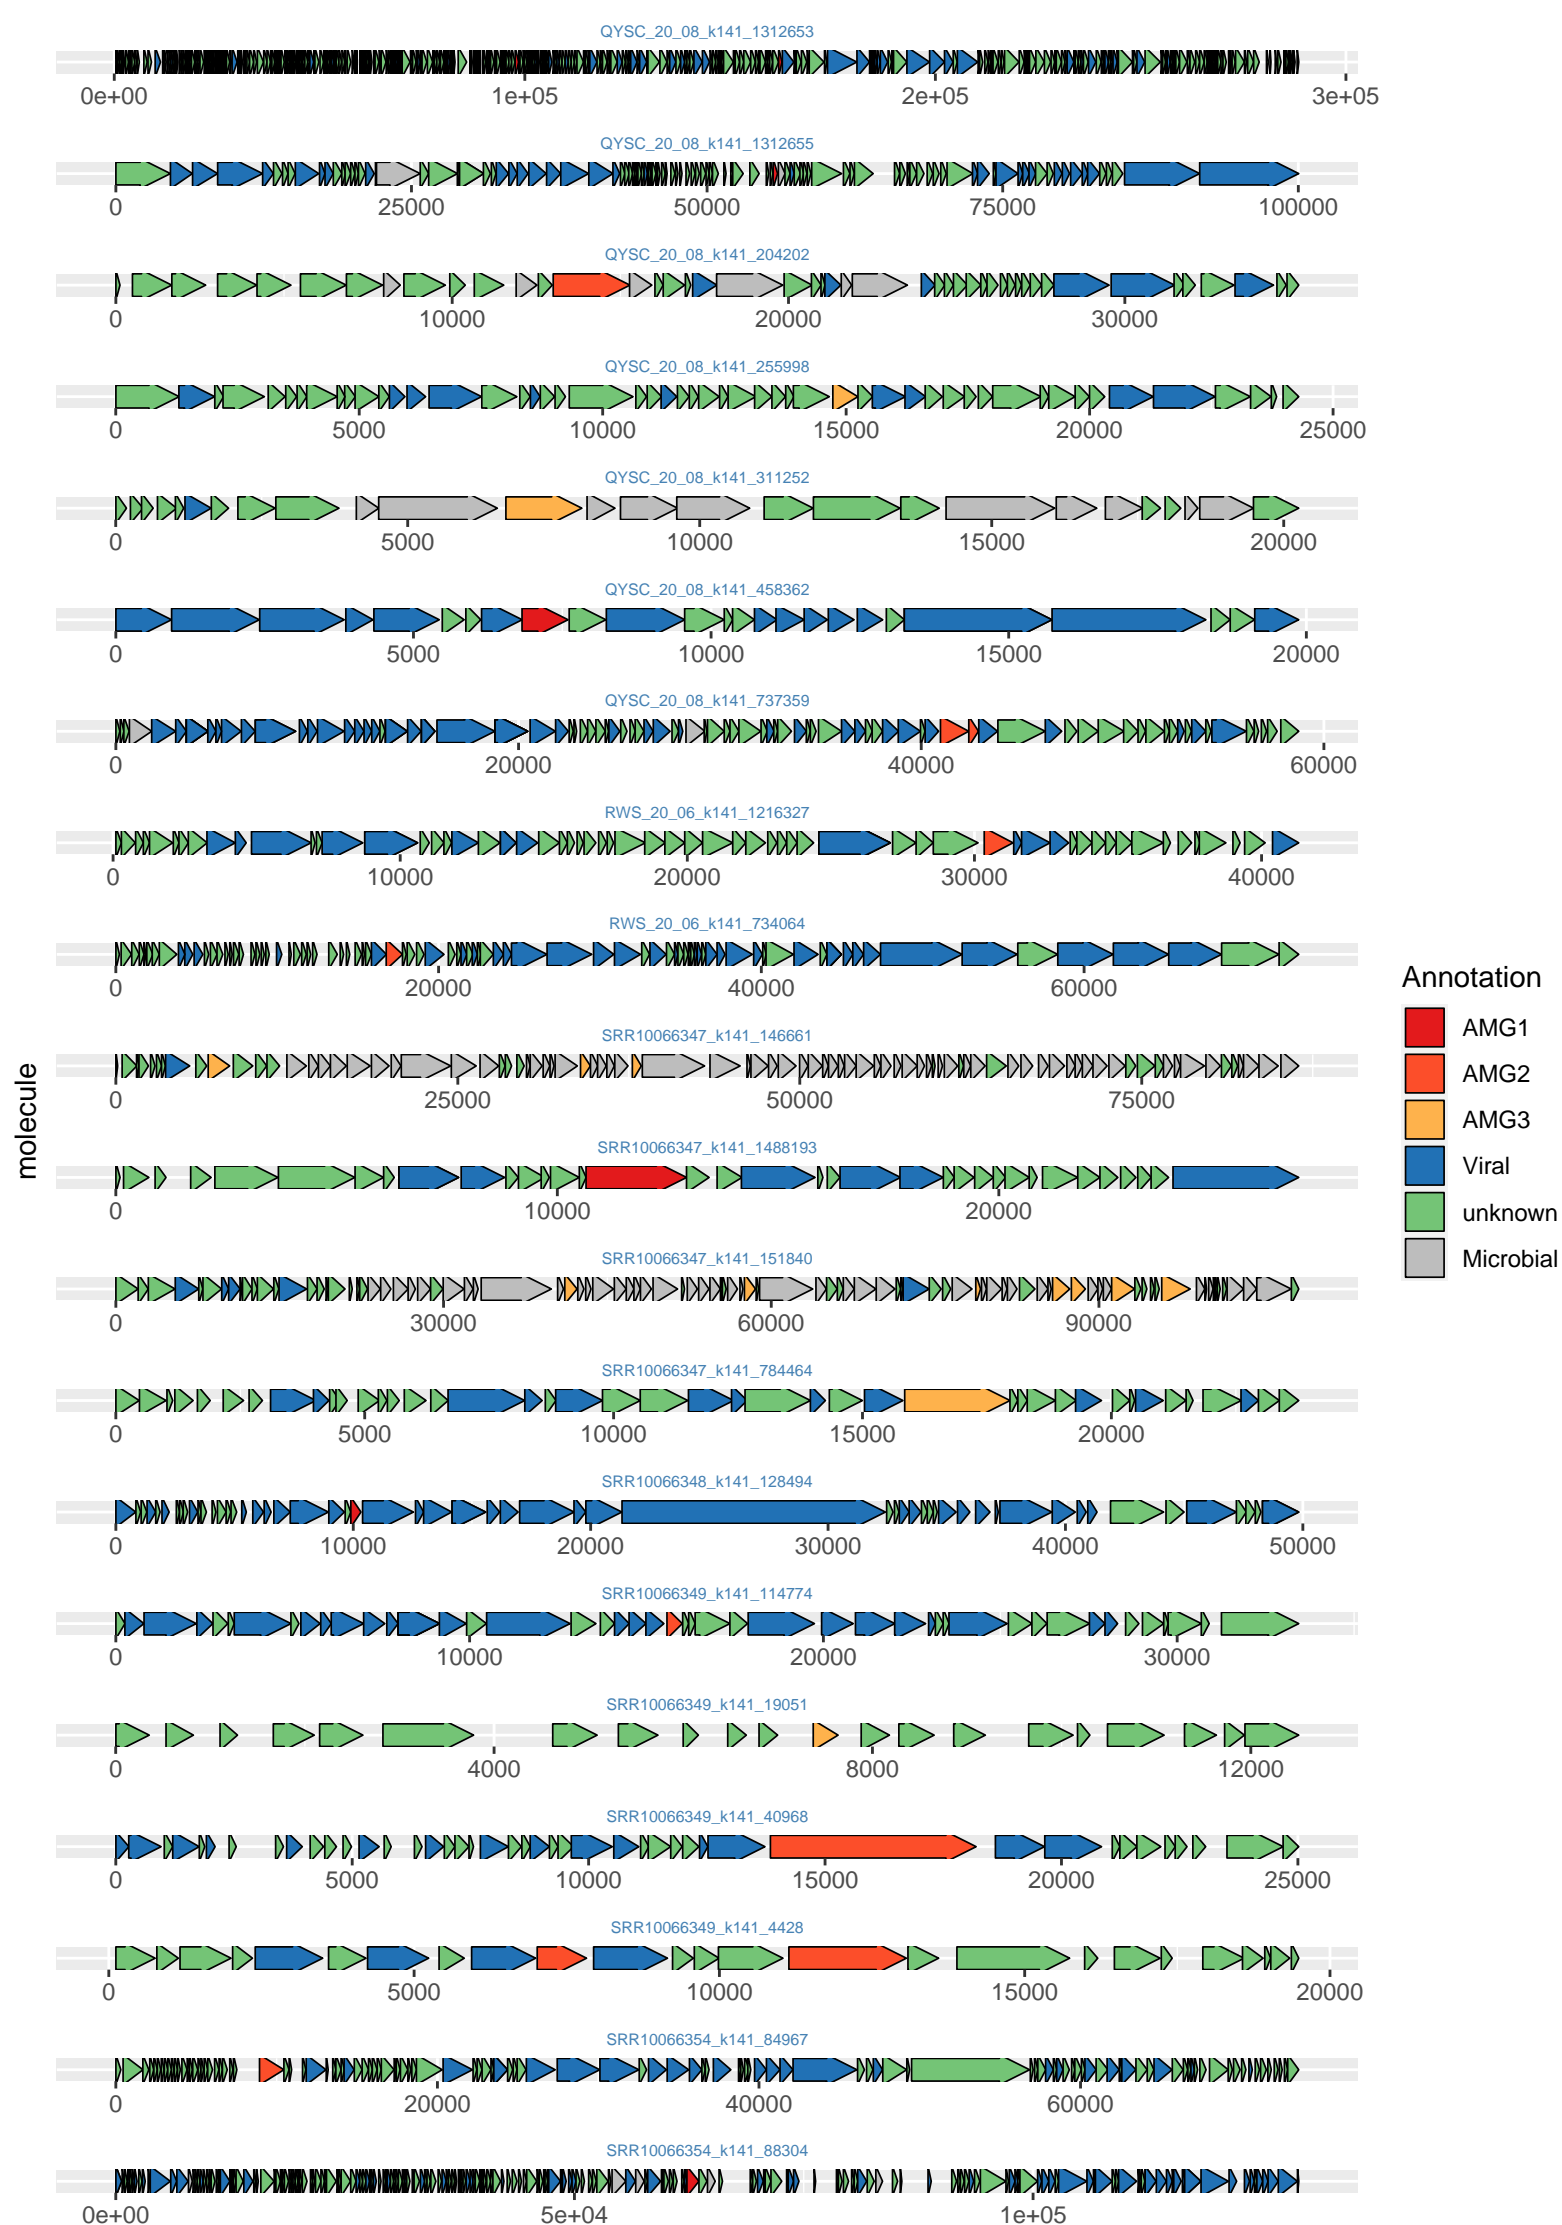 QYSC_20_08_k141_1312653
0e+00 1e+05 2e+05 3e+05
QYSC_20_08_k141_1312655
0 25000 50000 75000 100000
QYSC_20_08_k141_204202
0 10000 20000 30000
QYSC_20_08_k141_255998
0 5000 10000 15000 20000 25000
QYSC_20_08_k141_311252
0 5000 10000 15000 20000
QYSC_20_08_k141_458362
0 5000 10000 15000 20000
QYSC_20_08_k141_737359
0 20000 40000 60000
RWS_20_06_k141_1216327
0 10000 20000 30000 40000
RWS_20_06_k141_734064
0 20000 40000 60000
SRR10066347_k141_146661
0 25000 50000 75000
SRR10066347_k141_1488193
0 10000 20000
SRR10066347_k141_151840
0 30000 60000 90000
SRR10066347_k141_784464
0 5000 10000 15000 20000
SRR10066348_k141_128494
0 10000 20000 30000 40000 50000
SRR10066349_k141_114774
0 10000 20000 30000
SRR10066349_k141_19051
0 4000 8000 12000
SRR10066349_k141_40968
0 5000 10000 15000 20000 25000
SRR10066349_k141_4428
0 5000 10000 15000 20000
SRR10066354_k141_84967
0 20000 40000 60000
SRR10066354_k141_88304
0e+00 5e+04 1e+05
molecule
Annotation
AMG1
AMG2
AMG3
Viral
unknown
Microbial